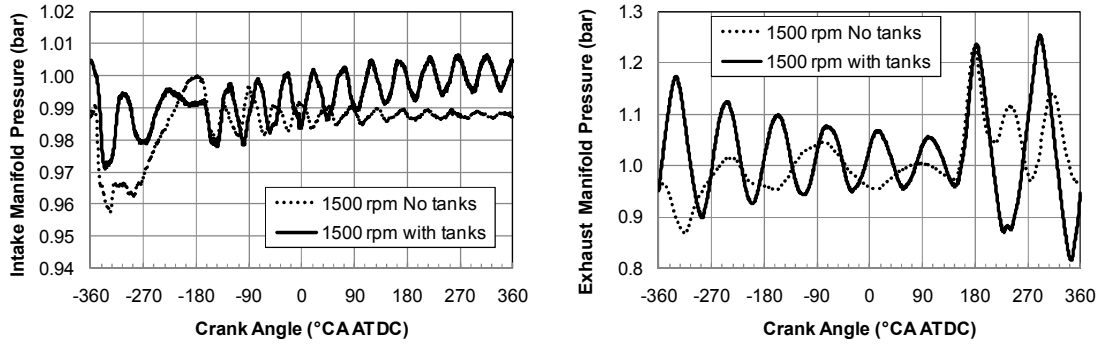 Intake Manifold Pressure (bar)
1.02
1.01
1.00
0.99
0.98
0.97
0.96
0.95
0.94
1500 rpm No tanks
1500 rpm with tanks
-360 -270 -180 -90 0 90 180 270 360
Crank Angle (°CA ATDC)
Exhaust Manifold Pressure (bar)
1.3
1.2
1.1
1.0
0.9
0.8
1500 rpm No tanks
1500 rpm with tanks
-360 -270 -180 -90 0 90 180 270 360
Crank Angle (°CA ATDC)